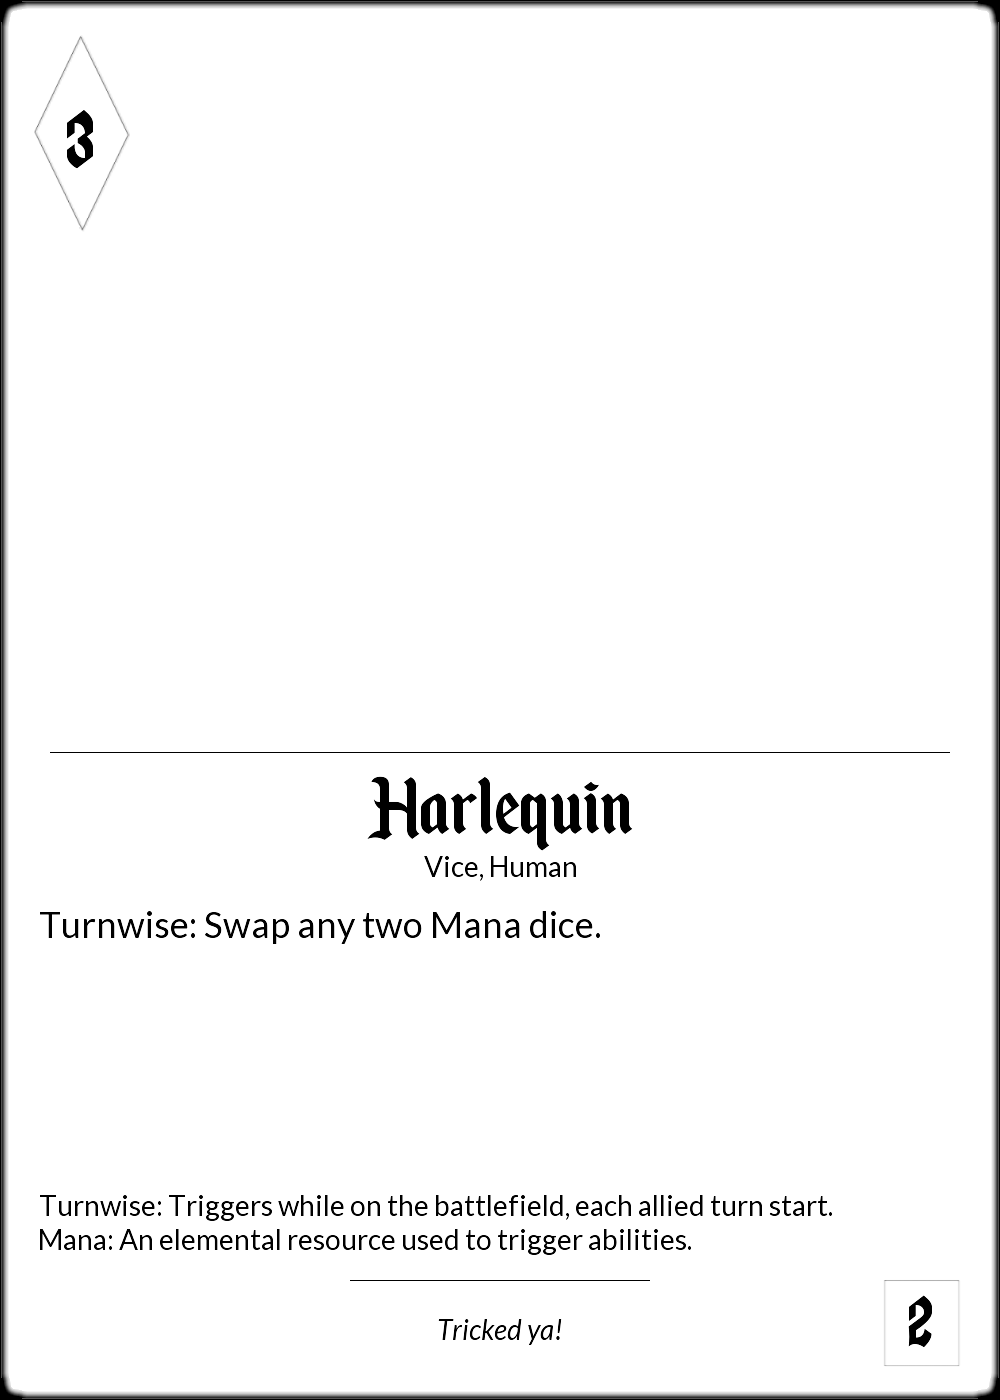 3
Harlequin
Vice, Human
Turnwise: Swap any two Mana dice.
Turnwise: Triggers while on the battlefield, each allied turn start.
Mana: An elemental resource used to trigger abilities.
Tricked ya!
2